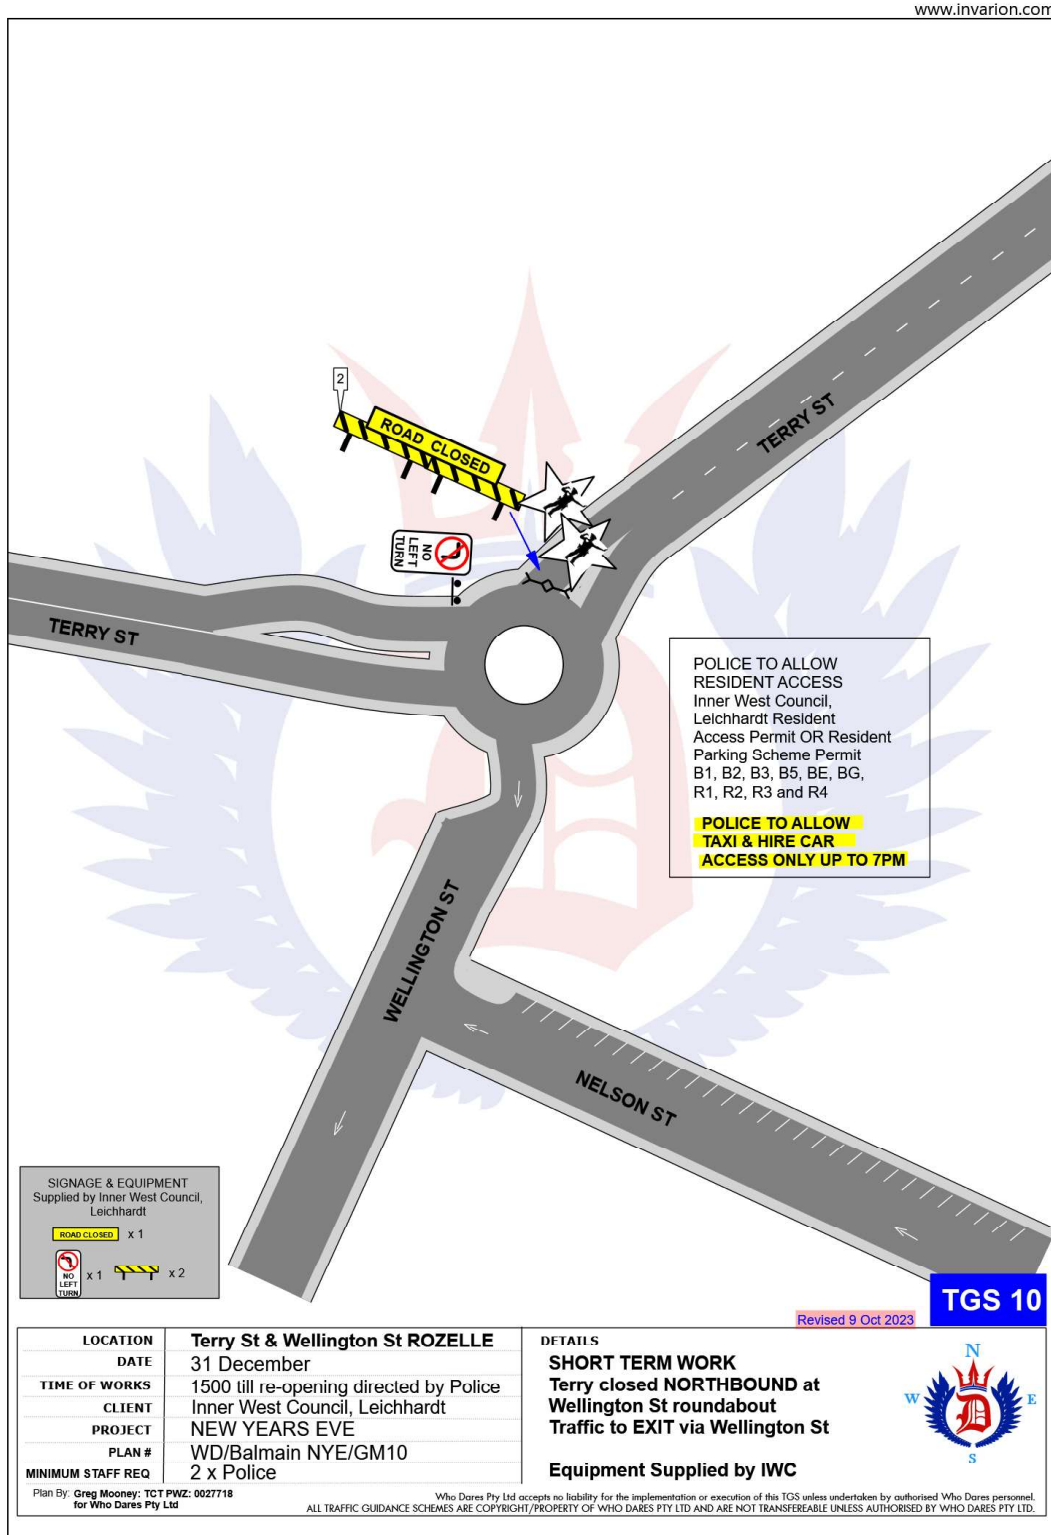 www.invarion.com
2
ROAD CLOSED
NO
LEFT
TURN
TERRY ST
TERRY ST
POLICE TO ALLOW
RESIDENT ACCESS
Inner West Council,
Leichhardt Resident
Access Permit OR Resident
Parking Scheme Permit
B1, B2, B3, B5, BE, BG,
R1, R2, R3 and R4
POLICE TO ALLOW
TAXI & HIRE CAR
ACCESS ONLY UP TO 7PM
WELLINGTON ST
NELSON ST
SIGNAGE & EQUIPMENT
Supplied by Inner West Council,
Leichhardt
ROAD CLOSED x 1
NO
LEFT
TURN
x 1
x 2
TGS 10
Revised 9 Oct 2023
LOCATION Terry St & Wellington St ROZELLE
DATE 31 December
TIME OF WORKS 1500 till re-opening directed by Police
CLIENT Inner West Council, Leichhardt
PROJECT NEW YEARS EVE
PLAN # WD/Balmain NYE/GM10
MINIMUM STAFF REQ 2 x Police
DETAILS
SHORT TERM WORK
Terry closed NORTHBOUND at
Wellington St roundabout
Traffic to EXIT via Wellington St
Equipment Supplied by IWC
N
W
E
S
D
Plan By: Greg Mooney: TCT PWZ: 0027718
for Who Dares Pty Ltd
Who Dares Pty Ltd accepts no liability for the implementation or execution of this TGS unless undertaken by authorised Who Dares personnel.
ALL TRAFFIC GUIDANCE SCHEMES ARE COPYRIGHT/PROPERTY OF WHO DARES PTY LTD AND ARE NOT TRANSFEREABLE UNLESS AUTHORISED BY WHO DARES PTY LTD.